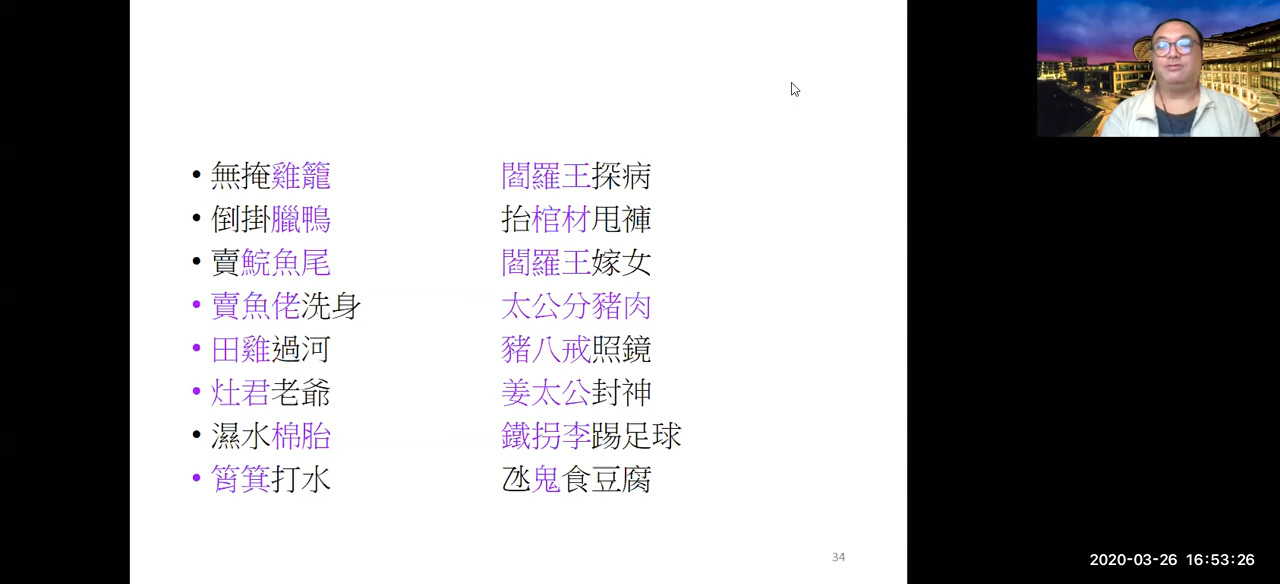 • 無掩雞籠 閻羅王探病
• 倒掛臘鴨 抬棺材甩褲
• 賣鯇魚尾 閻羅王嫁女
• 賣魚佬洗身 太公分豬肉
• 田雞過河 豬八戒照鏡
• 灶君老爺 姜太公封神
• 濕水棉胎 鐵拐李踢足球
• 筲箕打水 氹鬼食豆腐
34
2020-03-26 16:53:26